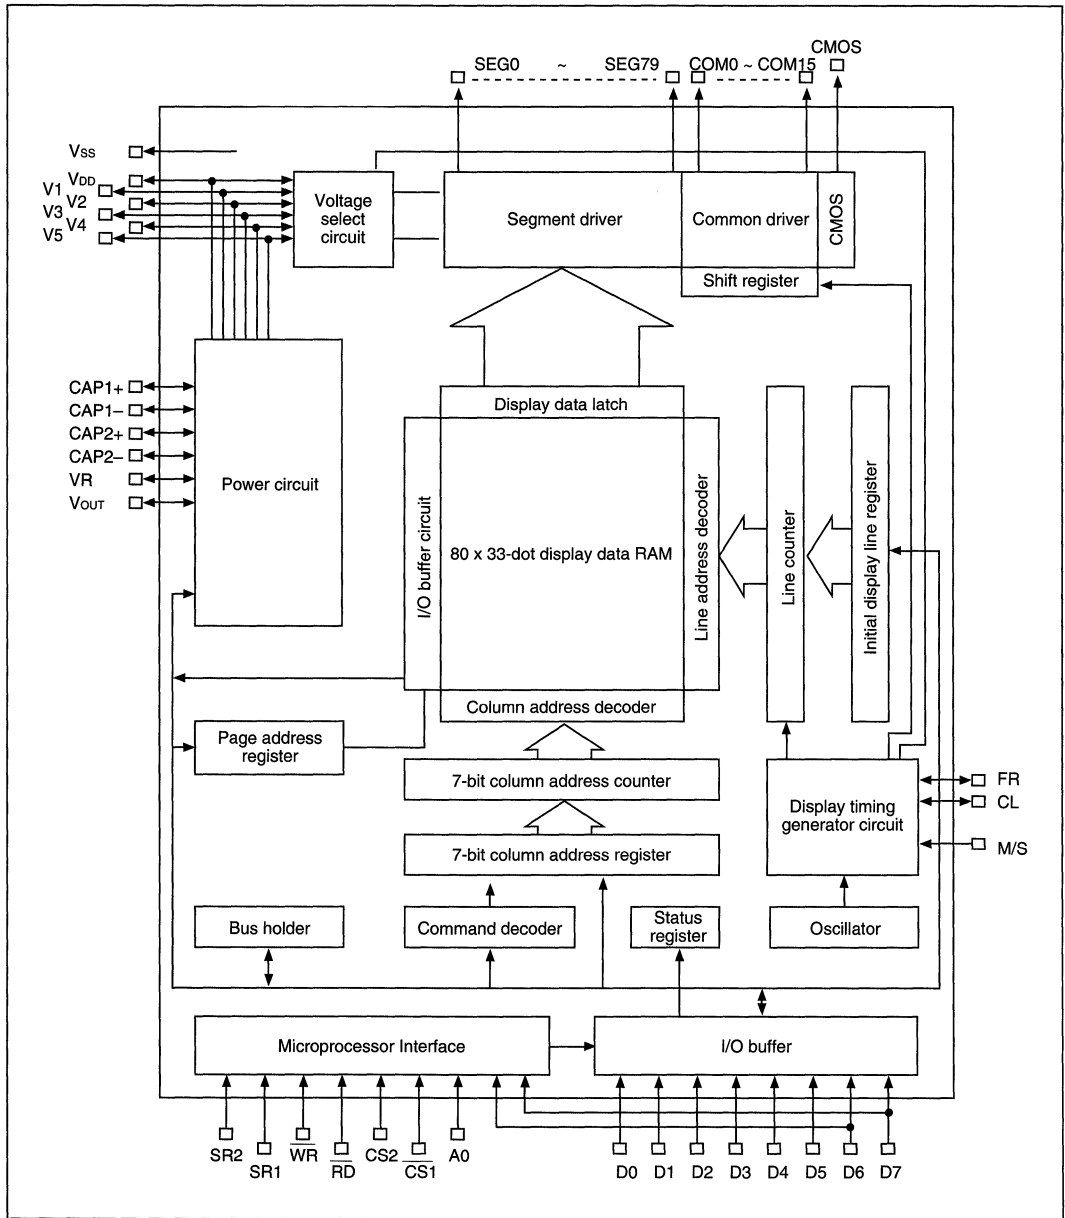 CMOS
SEG0 ~ SEG79 COM0 ~ COM15
VSS
VDD
V1
V2
V3
V4
V5
Voltage
select
circuit
Segment driver
Common driver
CMOS
Shift register
CAP1+
CAP1–
CAP2+
CAP2–
VR
VOUT
Power circuit
Display data latch
I/O buffer circuit
80 x 33-dot display data RAM
Line address decoder
Line counter
Initial display line register
Column address decoder
Page address
register
7-bit column address counter
7-bit column address register
Display timing
generator circuit
FR
CL
M/S
Bus holder
Command decoder
Status
register
Oscillator
Microprocessor Interface
I/O buffer
SR2
SR1
WR
RD
CS2
CS1
A0
D0 D1 D2 D3 D4 D5 D6 D7